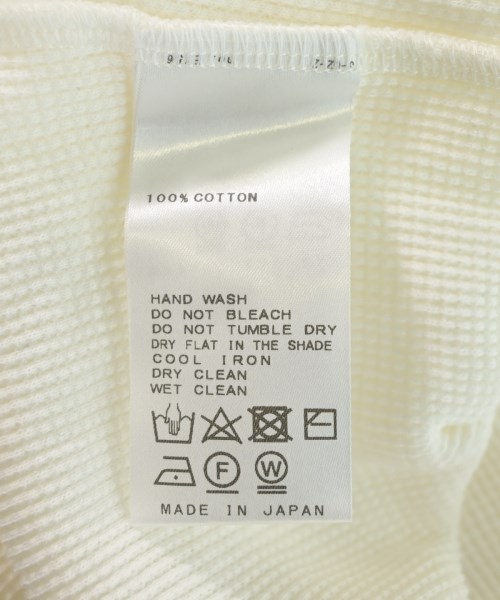 100% COTTON
HAND WASH
DO NOT BLEACH
DO NOT TUMBLE DRY
DRY FLAT IN THE SHADE
COOL IRON
DRY CLEAN
WET CLEAN
F W
MADE IN JAPAN